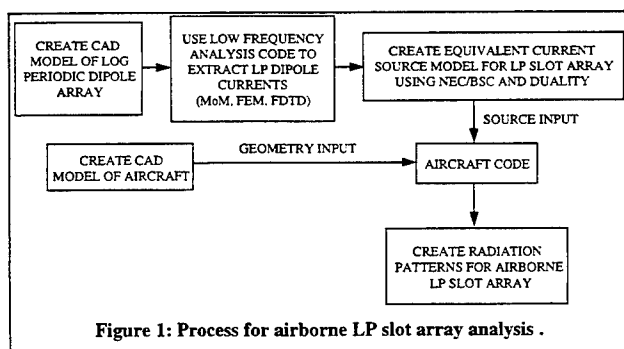 CREATE CAD
MODEL OF LOG
PERIODIC DIPOLE
ARRAY
USE LOW FREQUENCY
ANALYSIS CODE TO
EXTRACT LP DIPOLE
CURRENTS
(MoM, FEM, FDTD)
CREATE EQUIVALENT CURRENT
SOURCE MODEL FOR LP SLOT ARRAY
USING NEC/BSC AND DUALITY
SOURCE INPUT
CREATE CAD
MODEL OF AIRCRAFT
GEOMETRY INPUT
AIRCRAFT CODE
CREATE RADIATION
PATTERNS FOR AIRBORNE
LP SLOT ARRAY
Figure 1: Process for airborne LP slot array analysis .